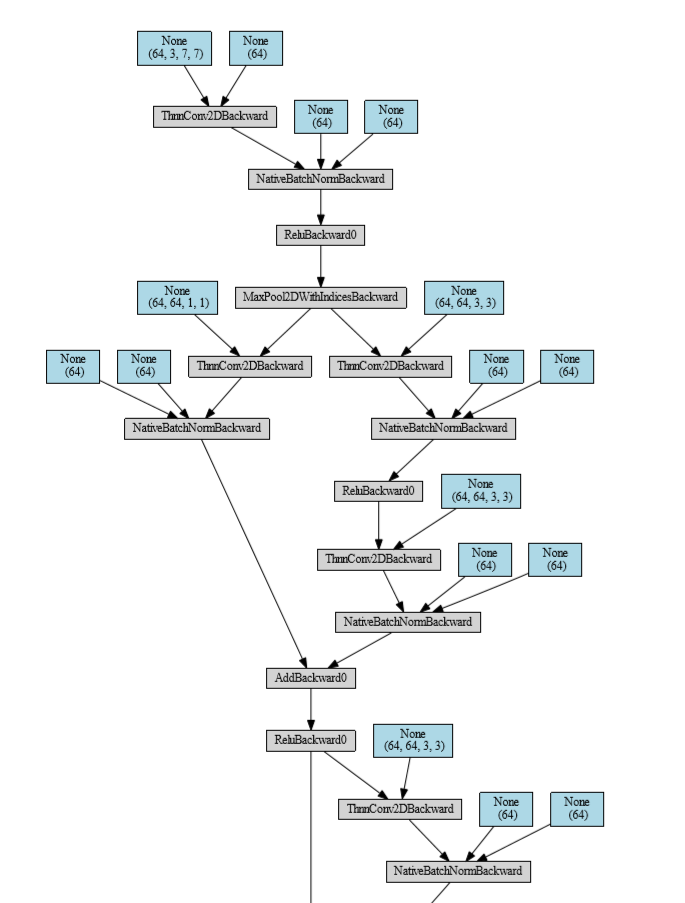 None
(64, 3, 7, 7)
None
(64)
ThnnConv2DBackward
None
(64)
None
(64)
NativeBatchNormBackward
ReluBackward0
None
(64, 64, 1, 1)
MaxPool2DWithIndicesBackward
None
(64, 64, 3, 3)
None
(64)
None
(64)
ThnnConv2DBackward
ThnnConv2DBackward
None
(64)
None
(64)
NativeBatchNormBackward
NativeBatchNormBackward
ReluBackward0
None
(64, 64, 3, 3)
ThnnConv2DBackward
None
(64)
None
(64)
NativeBatchNormBackward
AddBackward0
ReluBackward0
None
(64, 64, 3, 3)
ThnnConv2DBackward
None
(64)
None
(64)
NativeBatchNormBackward